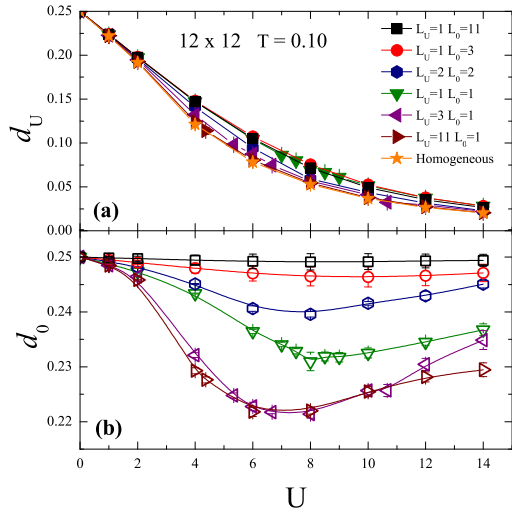 0.25
0.20
0.15
0.10
0.05
0.00
d_U
12 x 12   T = 0.10
L_U=1 L_0=11
L_U=1 L_0=3
L_U=2 L_0=2
L_U=1 L_0=1
L_U=3 L_0=1
L_U=11 L_0=1
Homogeneous
(a)
0.25
0.24
0.23
0.22
d_0
(b)
0 2 4 6 8 10 12 14
U